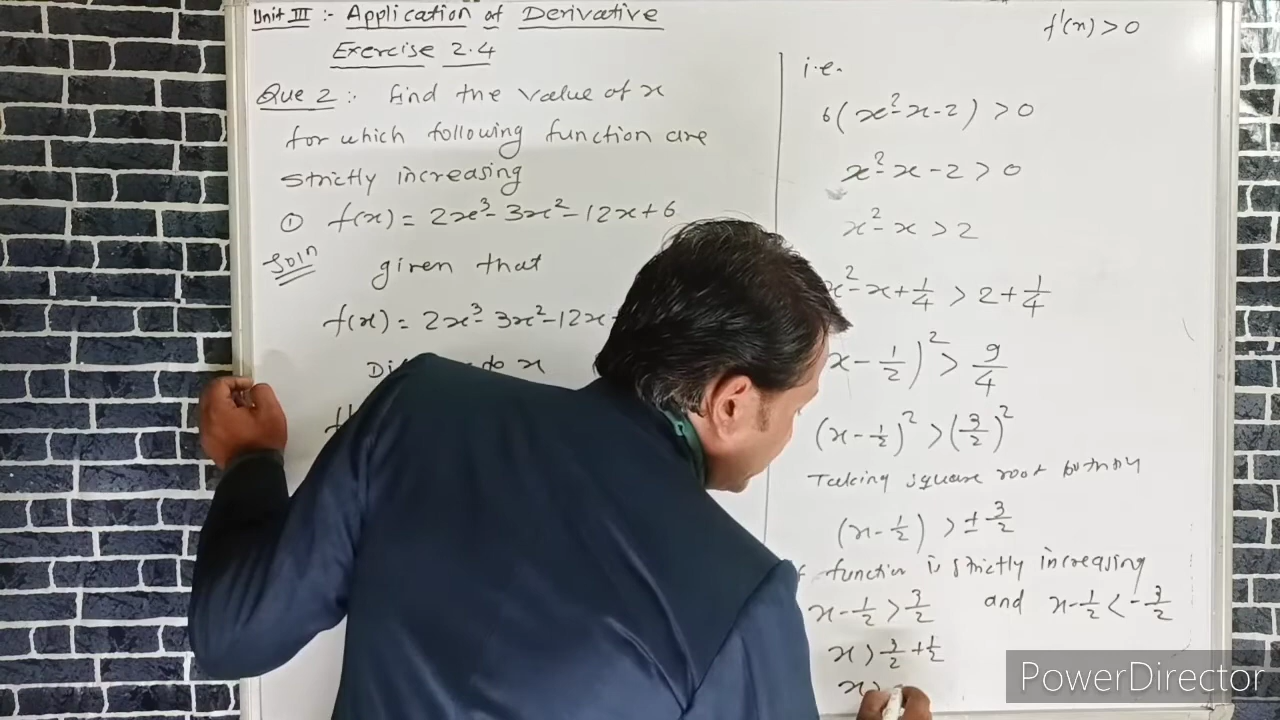 Unit III :- Application of Derivative
Exercise 2.4
Que 2 :- find the value of x
for which following function are
strictly increasing
① f(x) = 2x³ - 3x² - 12x + 6
Soln given that
f(x) = 2x³ - 3x² - 12x
x
f'(x) > 0
i.e.
6(x² - x - 2) > 0
x² - x - 2 > 0
x² - x > 2
x² - x + 1/4 > 2 + 1/4
x - 1/2)² > 9/4
(x - 1/2)² > (3/2)²
Taking square root
(x - 1/2) > ± 3/2
function is strictly increasing
x - 1/2 > 3/2 and x - 1/2 < - 3/2
x > 3/2 + 1/2
x >
PowerDirector